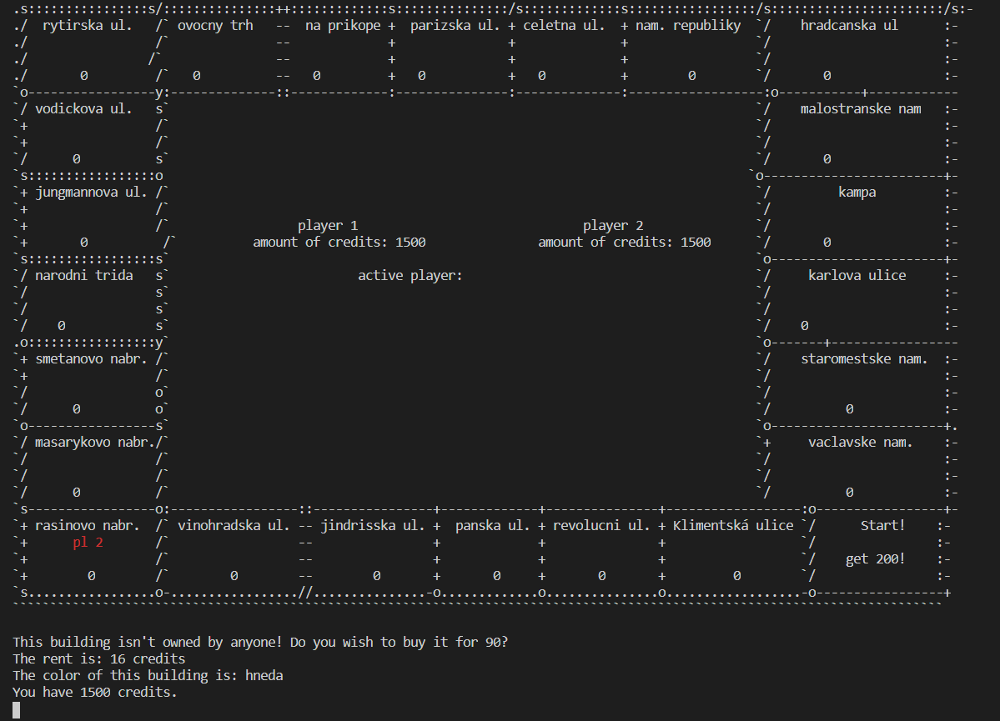 rytirska ul. ovocny trh na prikope parizska ul. celetna ul. nam. republiky hradcanska ul
0 0 0 0 0 0 0
vodickova ul. malostranske nam
0 0
jungmannova ul. kampa
player 1 player 2
0 amount of credits: 1500 amount of credits: 1500 0
narodni trida active player: karlova ulice
0 0
smetanovo nabr. staromestske nam.
0 0
masarykovo nabr. vaclavske nam.
0 0
rasinovo nabr. vinohradska ul. jindrisska ul. panska ul. revolucni ul. Klimentská ulice Start!
pl 2
get 200!
0 0 0 0 0 0
This building isn't owned by anyone! Do you wish to buy it for 90?
The rent is: 16 credits
The color of this building is: hneda
You have 1500 credits.